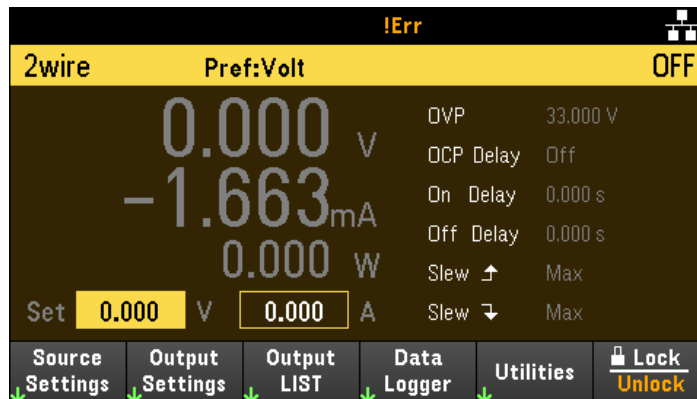 !Err
2wire Pref:Volt OFF
0.000 V
-1.663mA
0.000 W
Set 0.000 V 0.000 A
OVP 33.000 V
OCP Delay Off
On Delay 0.000 s
Off Delay 0.000 s
Slew Max
Slew Max
Source Settings
Output Settings
Output LIST
Data Logger
Utilities
Lock
Unlock